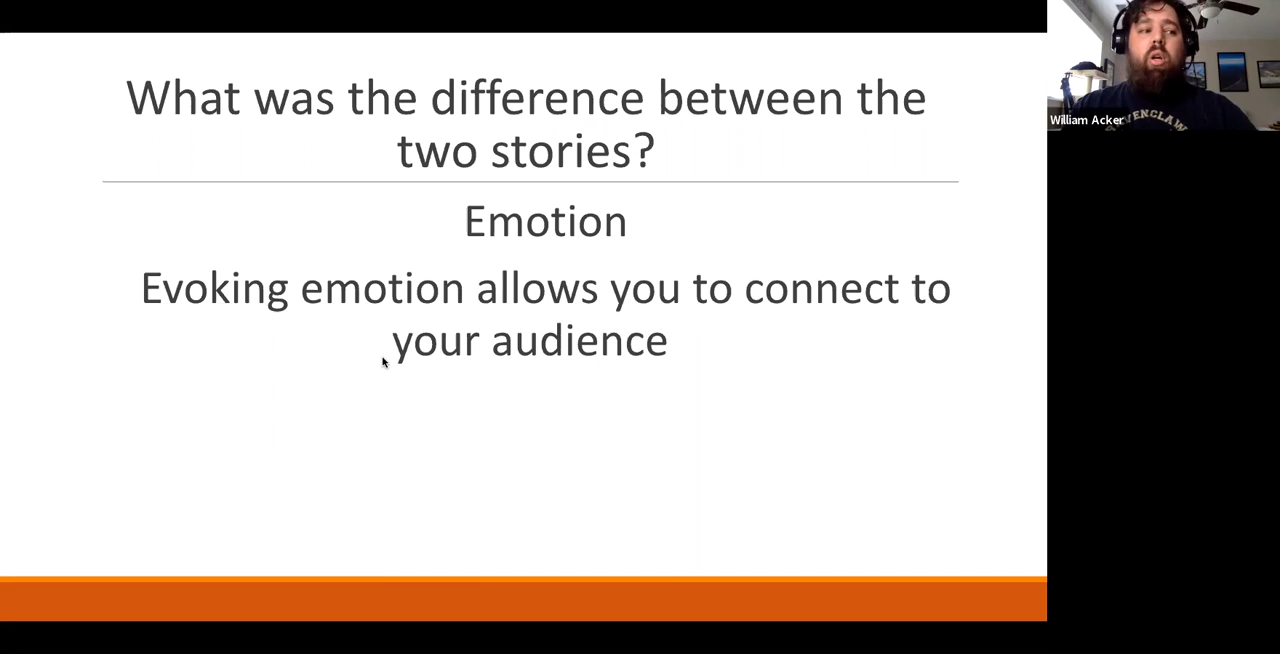 What was the difference between the
two stories?
Emotion
Evoking emotion allows you to connect to
your audience
William Acker